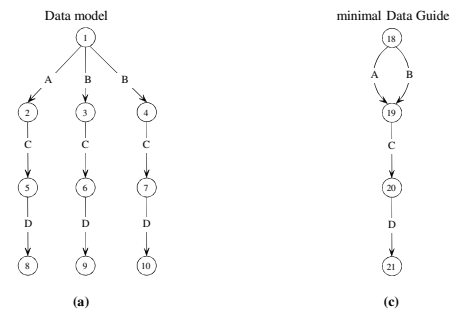 Data model
1
A B B
2 3 4
C C C
5 6 7
D D D
8 9 10
(a)
minimal Data Guide
18
A B
19
C
20
D
21
(c)